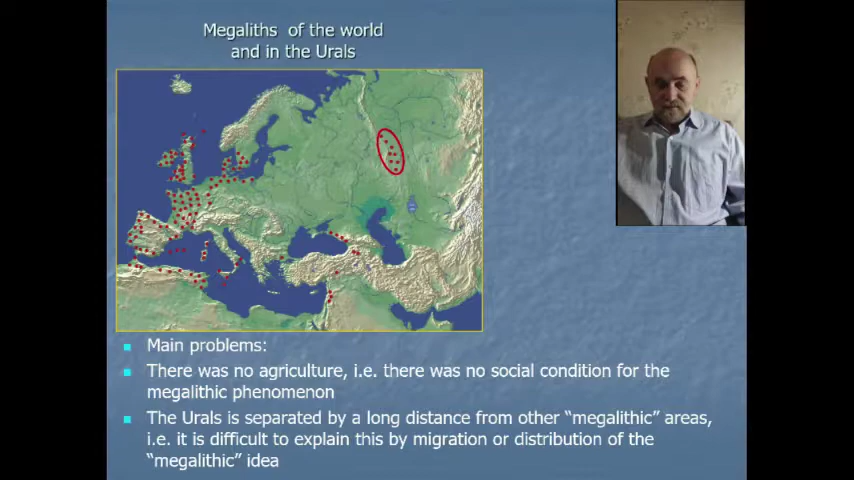 Megaliths of the world
and in the Urals
Main problems:
There was no agriculture, i.e. there was no social condition for the
megalithic phenomenon
The Urals is separated by a long distance from other “megalithic” areas,
i.e. it is difficult to explain this by migration or distribution of the
“megalithic” idea